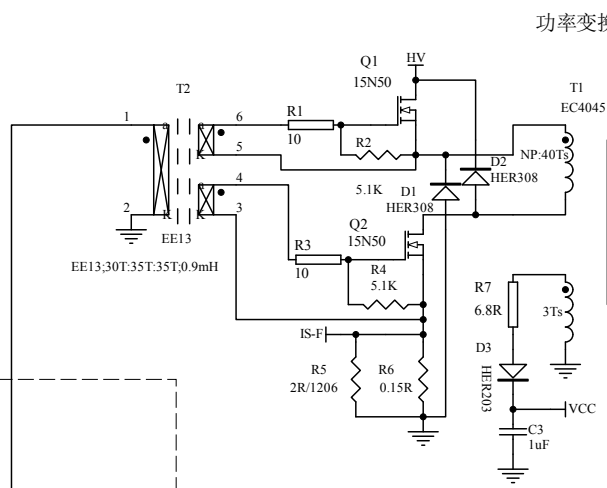 功率变
HV
Q1
15N50
T2
T1
EC4045
1
a
a
6
R1
10
R2
5.1K
NP:40Ts
K
5
D2
HER308
D1
HER308
a
4
2
K
K
3
Q2
15N50
EE13
R3
10
R4
5.1K
EE13;30T:35T:35T;0.9mH
R7
6.8R
3Ts
IS-F
R5
2R/1206
R6
0.15R
D3
HER203
VCC
C3
1uF